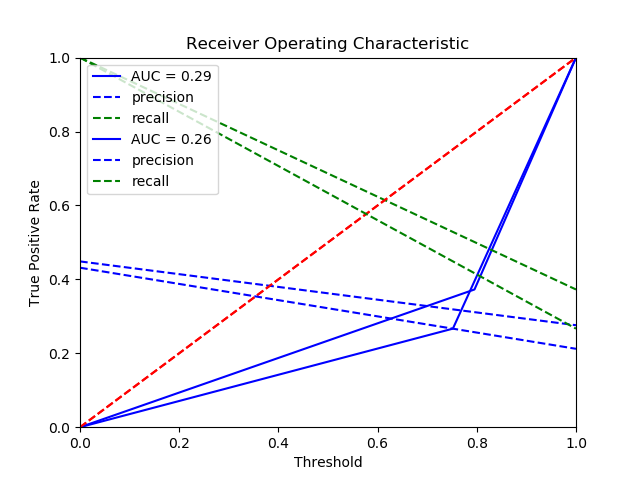 Receiver Operating Characteristic
AUC = 0.29
precision
recall
AUC = 0.26
precision
recall
True Positive Rate
1.0
0.8
0.6
0.4
0.2
0.0
0.0 0.2 0.4 0.6 0.8 1.0
Threshold